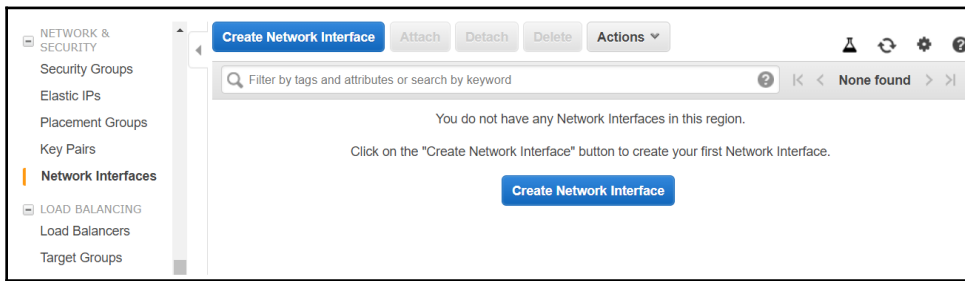 NETWORK &
SECURITY
Security Groups
Elastic IPs
Placement Groups
Key Pairs
Network Interfaces
LOAD BALANCING
Load Balancers
Target Groups
Create Network Interface Attach Detach Delete Actions
Filter by tags and attributes or search by keyword None found
You do not have any Network Interfaces in this region.
Click on the "Create Network Interface" button to create your first Network Interface.
Create Network Interface